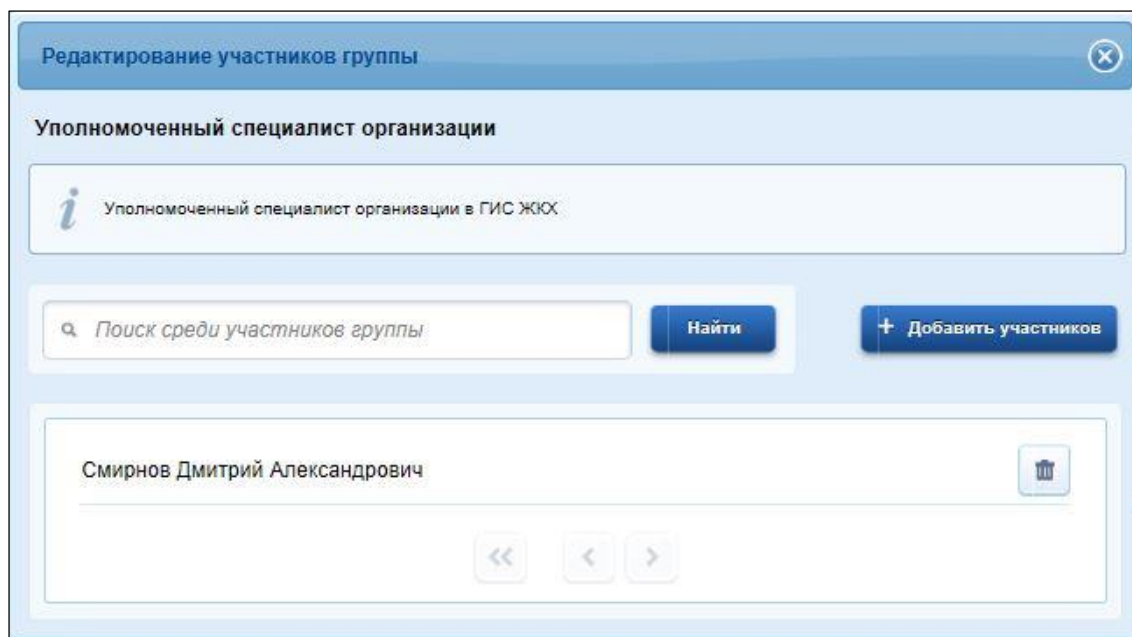 Редактирование участников группы
Уполномоченный специалист организации
Уполномоченный специалист организации в ГИС ЖКХ
Поиск среди участников группы
Найти
+ Добавить участников
Смирнов Дмитрий Александрович